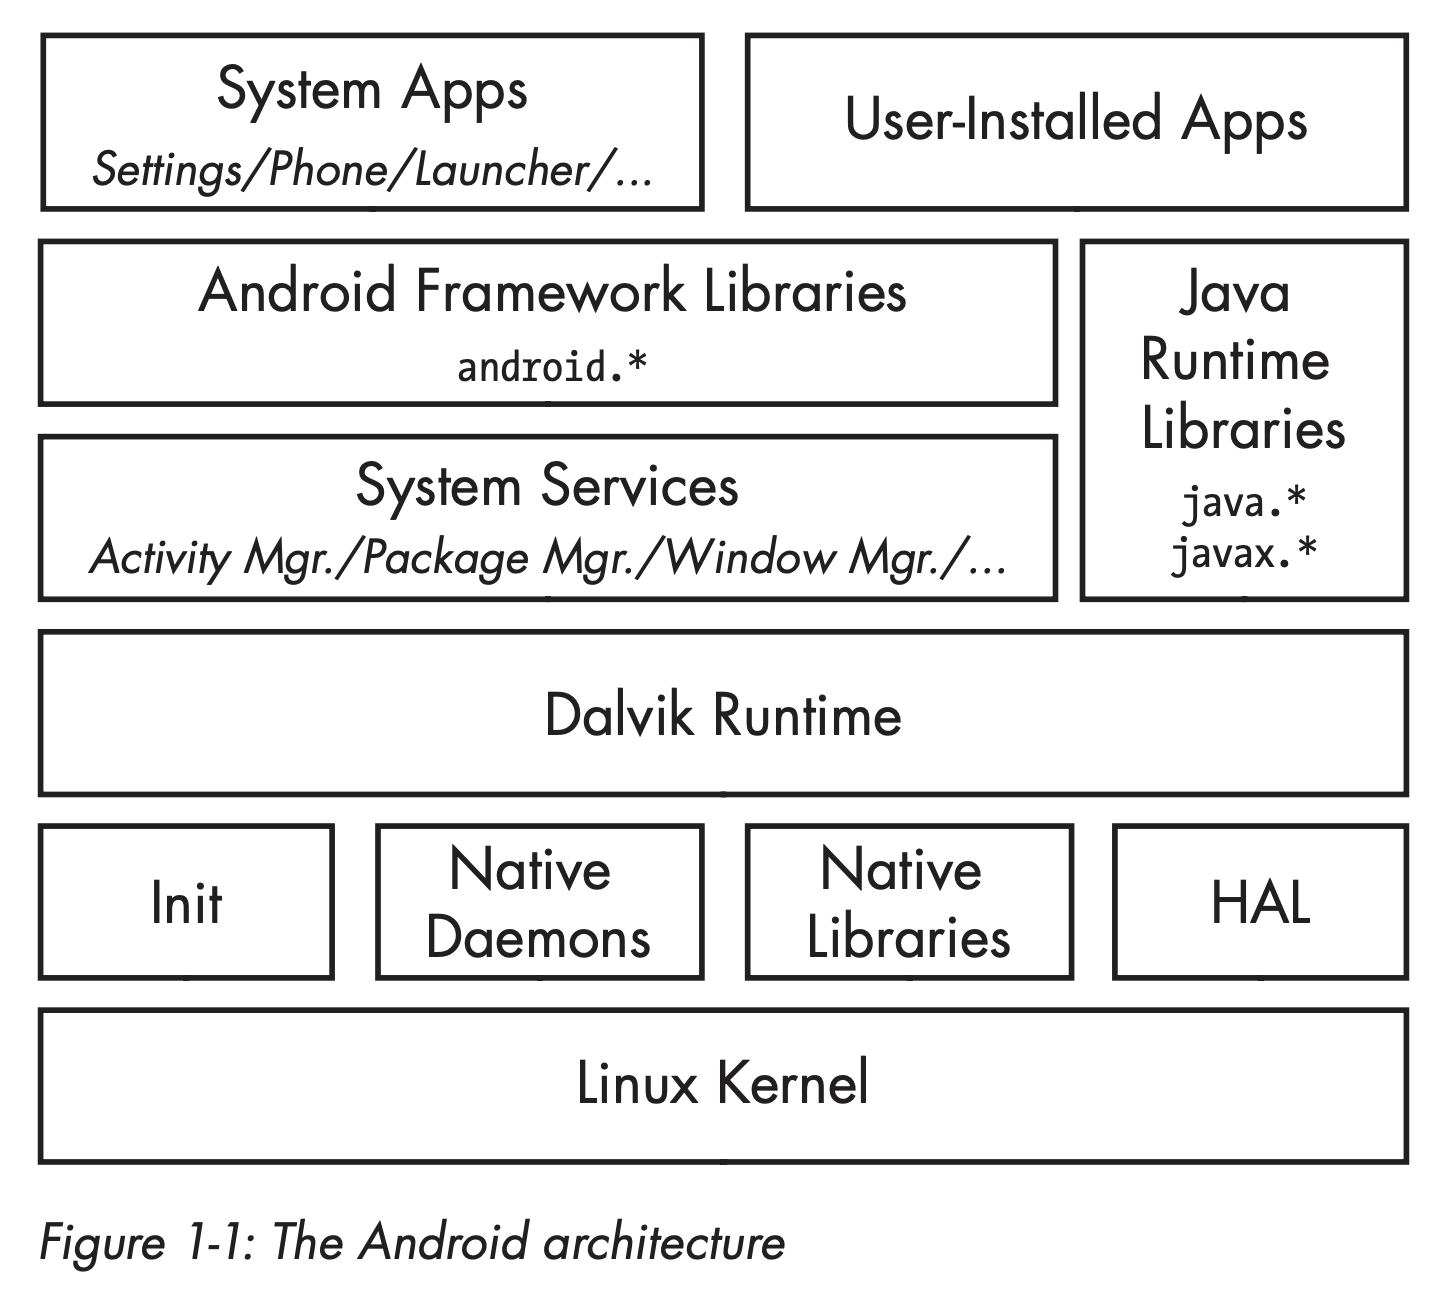 System Apps
Settings/Phone/Launcher/...
User-Installed Apps
Android Framework Libraries
android.*
Java
Runtime
Libraries
java.*
javax.*
System Services
Activity Mgr./Package Mgr./Window Mgr./...
Dalvik Runtime
Init
Native
Daemons
Native
Libraries
HAL
Linux Kernel
Figure 1-1: The Android architecture